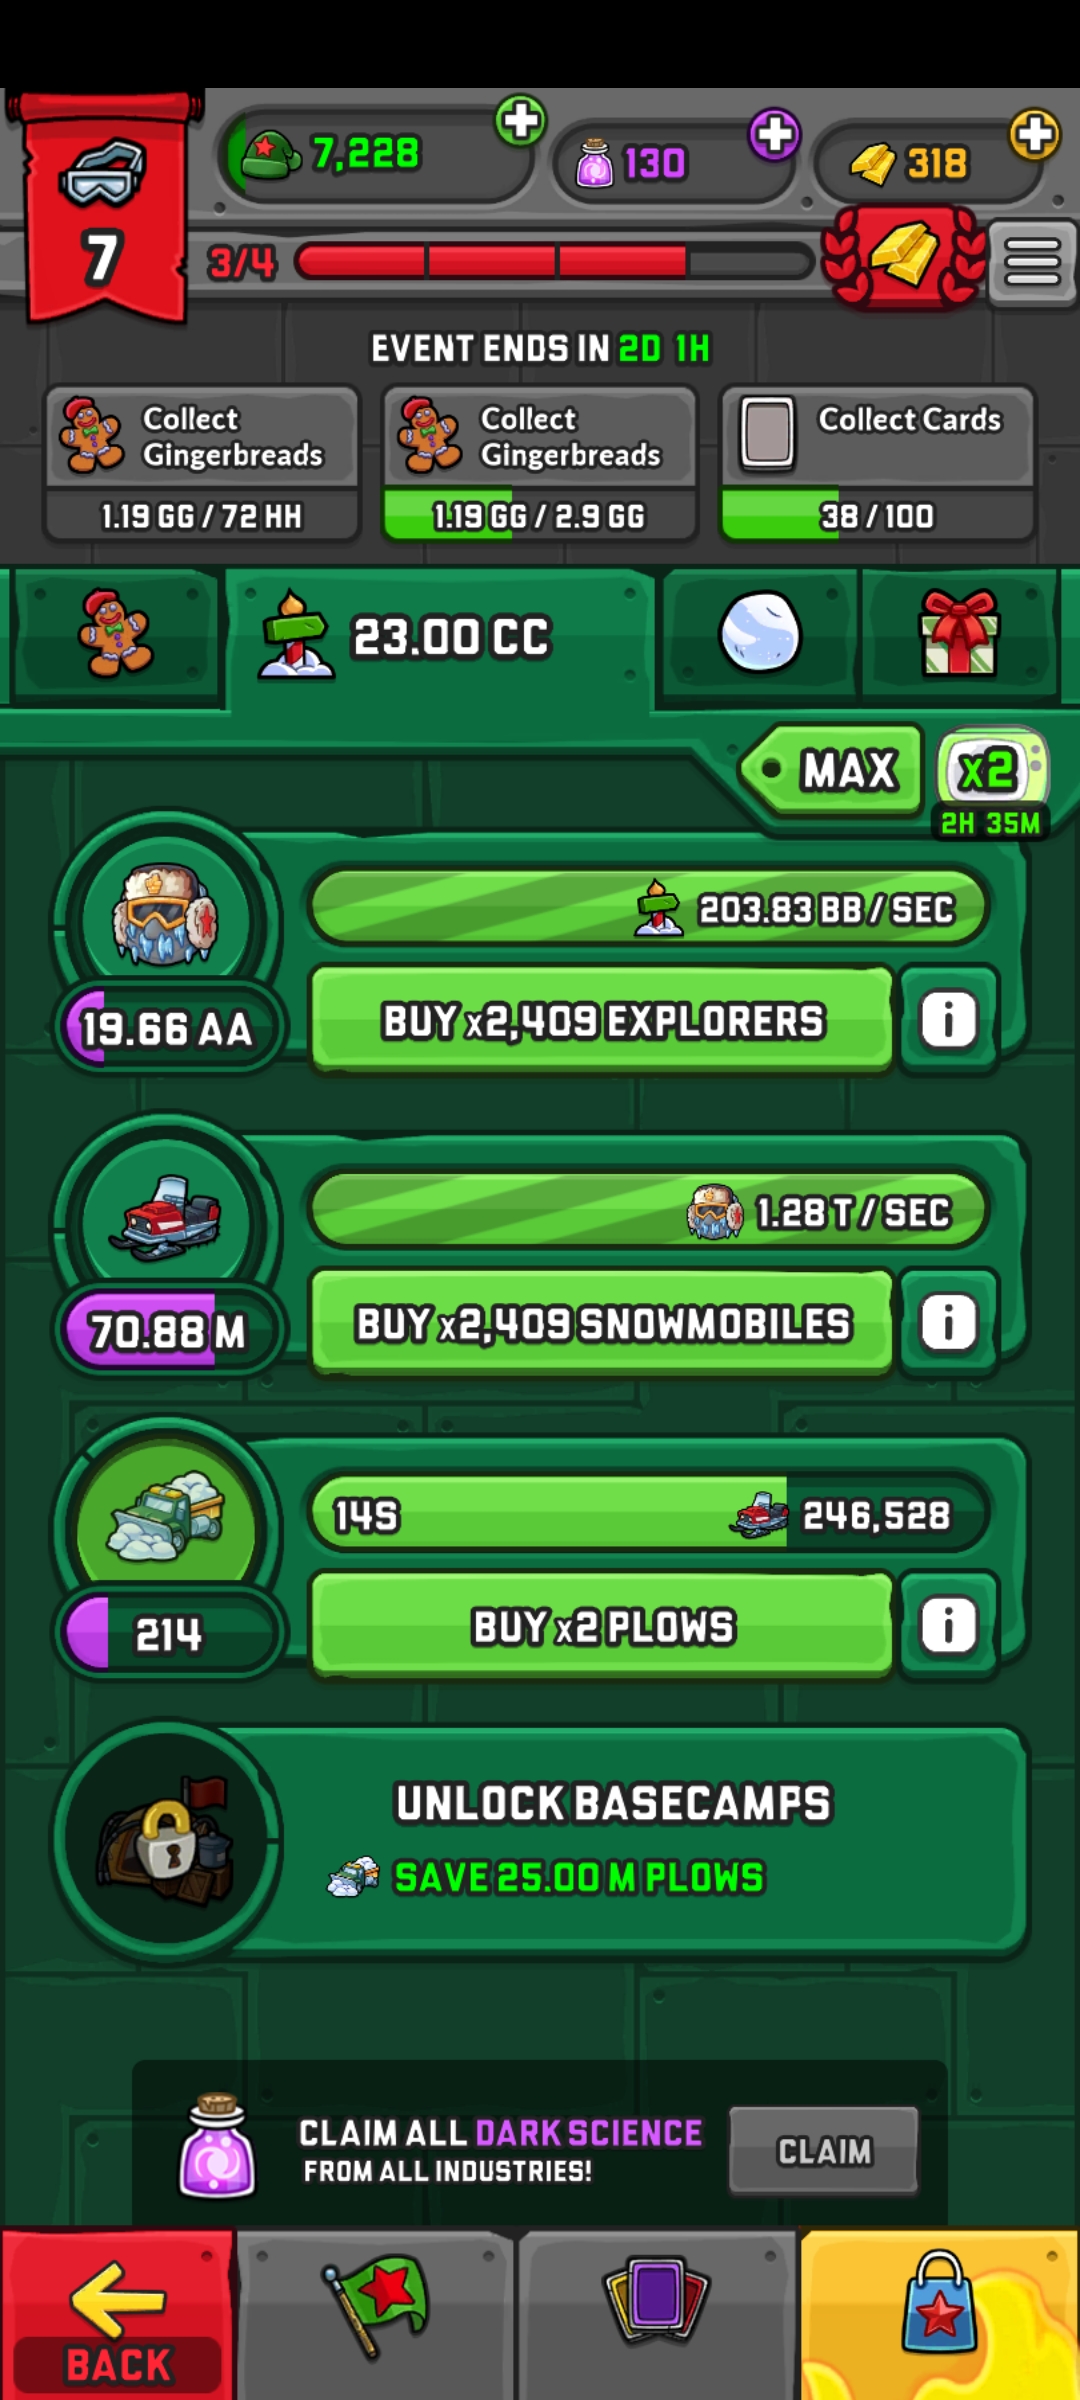 7,228
130
318
7
3/4
EVENT ENDS IN 2D 1H
Collect Gingerbreads
1.19 GG / 72 HH
Collect Gingerbreads
1.19 GG / 2.9 GG
Collect Cards
38 / 100
23.00 CC
MAX
x2
2H 35M
203.83 BB / SEC
19.66 AA
BUY x2,409 EXPLORERS
i
1.28 T / SEC
70.88 M
BUY x2,409 SNOWMOBILES
i
14S
246,528
214
BUY x2 PLOWS
i
UNLOCK BASECAMPS
SAVE 25.00 M PLOWS
CLAIM ALL DARK SCIENCE
FROM ALL INDUSTRIES!
CLAIM
BACK